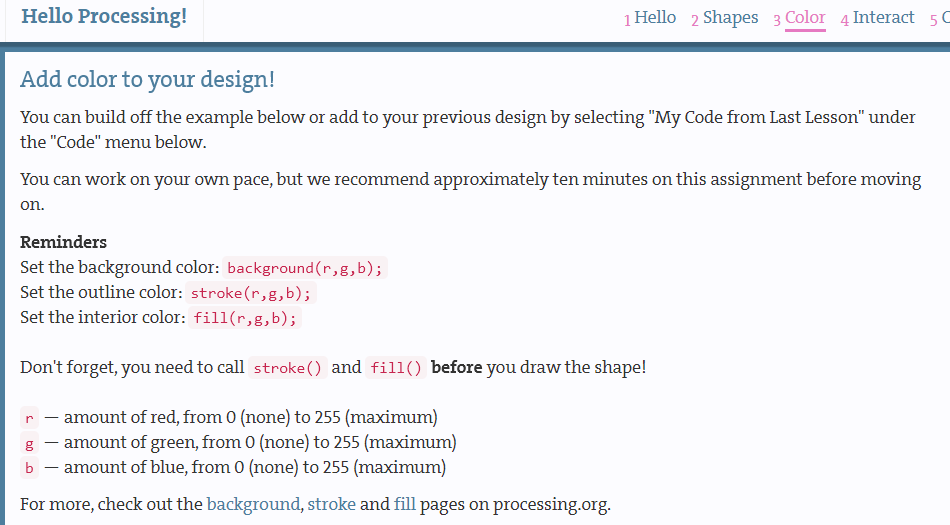 Hello Processing!
1 Hello 2 Shapes 3 Color 4 Interact 5
Add color to your design!
You can build off the example below or add to your previous design by selecting "My Code from Last Lesson" under
the "Code" menu below.
You can work on your own pace, but we recommend approximately ten minutes on this assignment before moving
on.
Reminders
Set the background color: background(r,g,b);
Set the outline color: stroke(r,g,b);
Set the interior color: fill(r,g,b);
Don't forget, you need to call stroke() and fill() before you draw the shape!
r — amount of red, from 0 (none) to 255 (maximum)
g — amount of green, from 0 (none) to 255 (maximum)
b — amount of blue, from 0 (none) to 255 (maximum)
For more, check out the background, stroke and fill pages on processing.org.